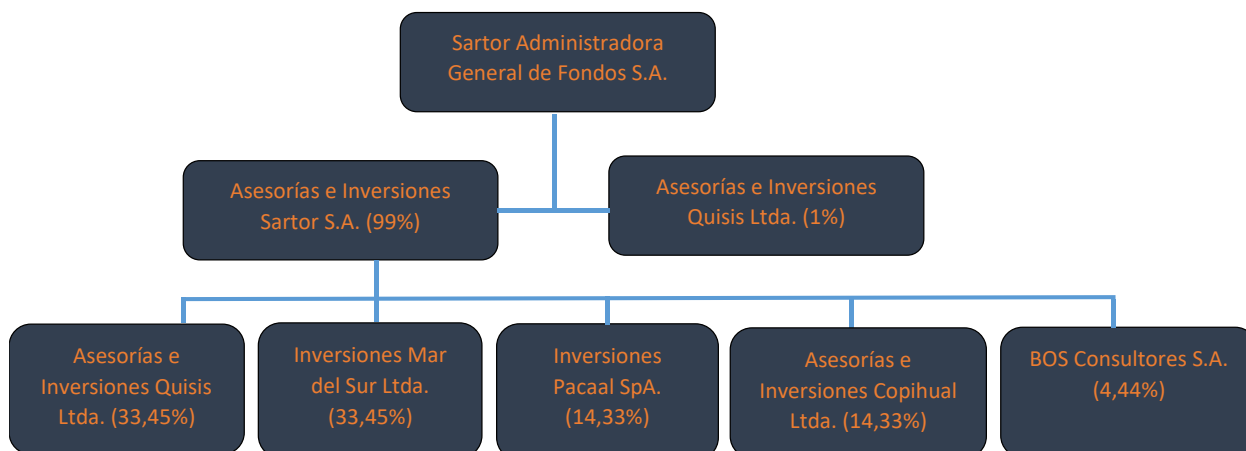 Sartor Administradora
General de Fondos S.A.
Asesorías e Inversiones
Sartor S.A. (99%)
Asesorías e Inversiones
Quisis Ltda. (1%)
Asesorías e
Inversiones Quisis
Ltda. (33,45%)
Inversiones Mar
del Sur Ltda.
(33,45%)
Inversiones
Pacaal SpA.
(14,33%)
Asesorías e
Inversiones Copihual
Ltda. (14,33%)
BOS Consultores S.A.
(4,44%)